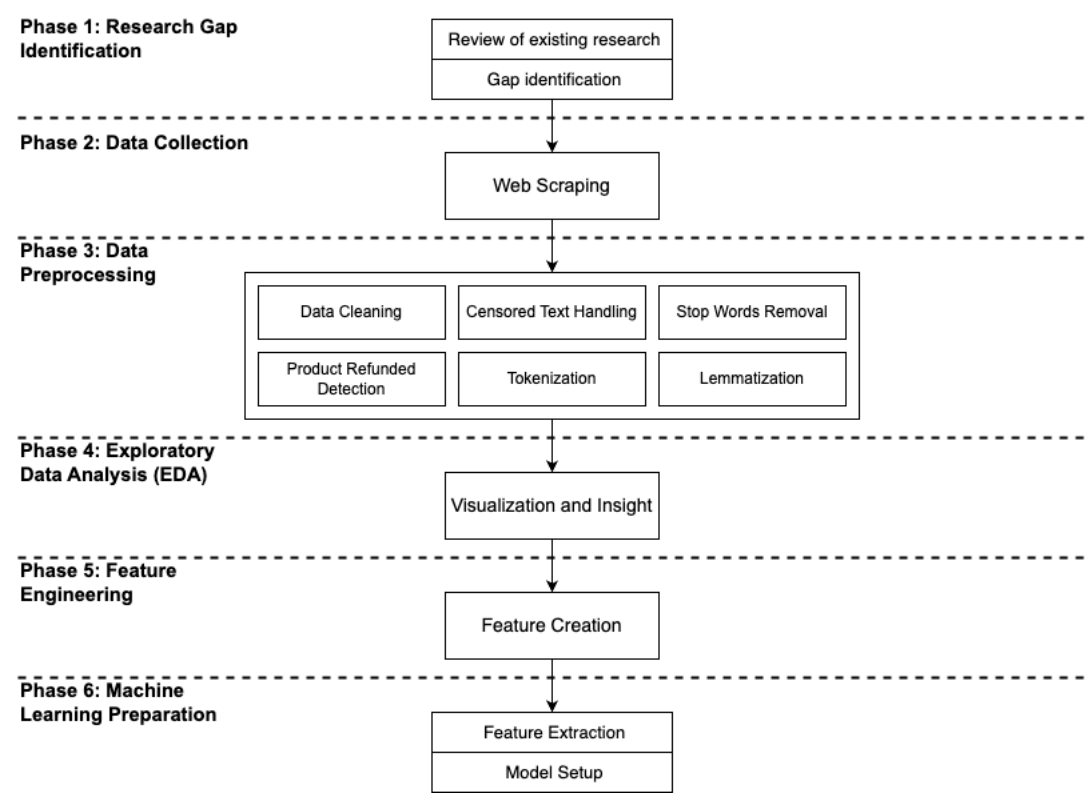 Phase 1: Research Gap
Identification
Review of existing research
Gap identification
Phase 2: Data Collection
Web Scraping
Phase 3: Data
Preprocessing
Data Cleaning
Censored Text Handling
Stop Words Removal
Product Refunded
Detection
Tokenization
Lemmatization
Phase 4: Exploratory
Data Analysis (EDA)
Visualization and Insight
Phase 5: Feature
Engineering
Feature Creation
Phase 6: Machine
Learning Preparation
Feature Extraction
Model Setup